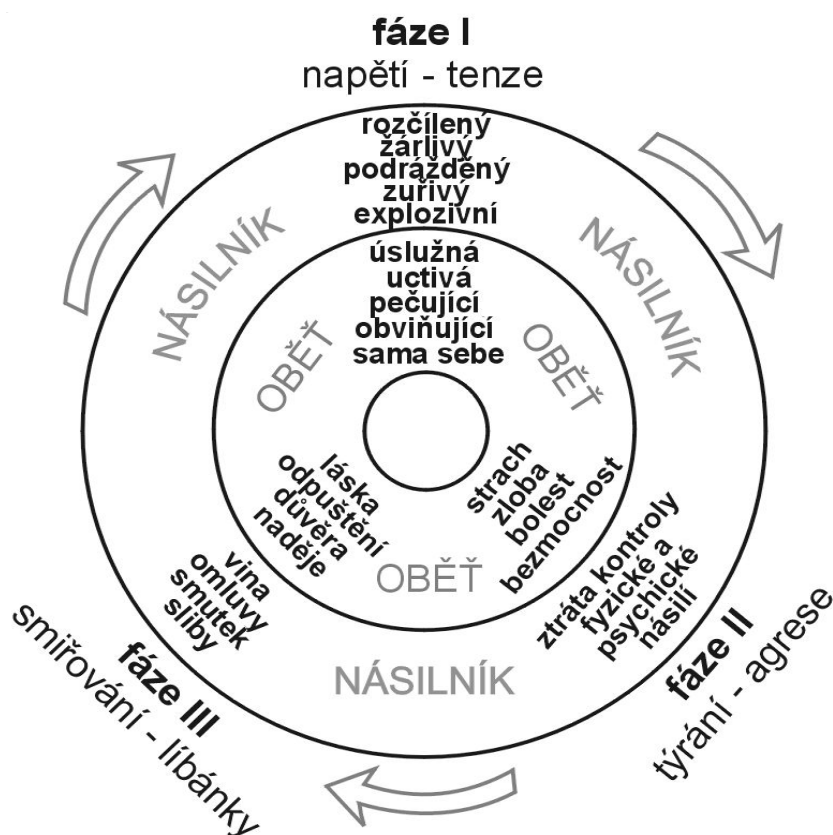 fáze I
napětí - tenze
rozčílený
žárlivý
podrážděný
zuřivý
explozivní
NÁSILNÍK
NÁSILNÍK
úslužná
uctivá
pečující
obviňující
sama sebe
OBĚŤ
OBĚŤ
strach
zloba
bolest
bezmocnost
ztráta kontroly
fyzické a
psychické
násilí
fáze II
týrání - agrese
láska
odpuštění
důvěra
naděje
OBĚŤ
vina
omluvy
smutek
sliby
NÁSILNÍK
fáze III
smiřování - líbánky